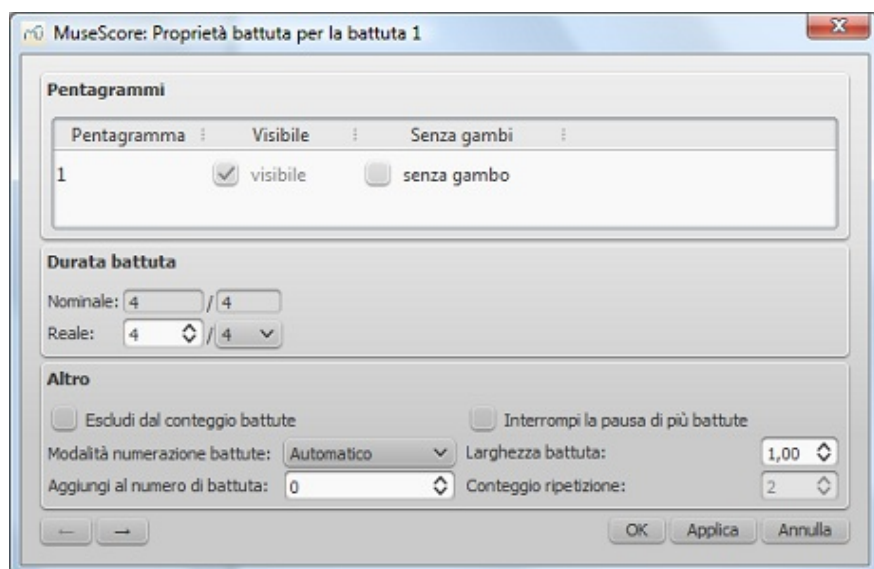 MuseScore: Proprietà battuta per la battuta 1
Pentagrammi
Pentagramma Visibile Senza gambi
1 visibile senza gambo
Durata battuta
Nominale: 4 / 4
Reale: 4 / 4
Altro
Escludi dal conteggio battute Interrompi la pausa di più battute
Modalità numerazione battute: Automatico Larghezza battuta: 1,00
Aggiungi al numero di battuta: 0 Conteggio ripetizione: 2
← → OK Applica Annulla